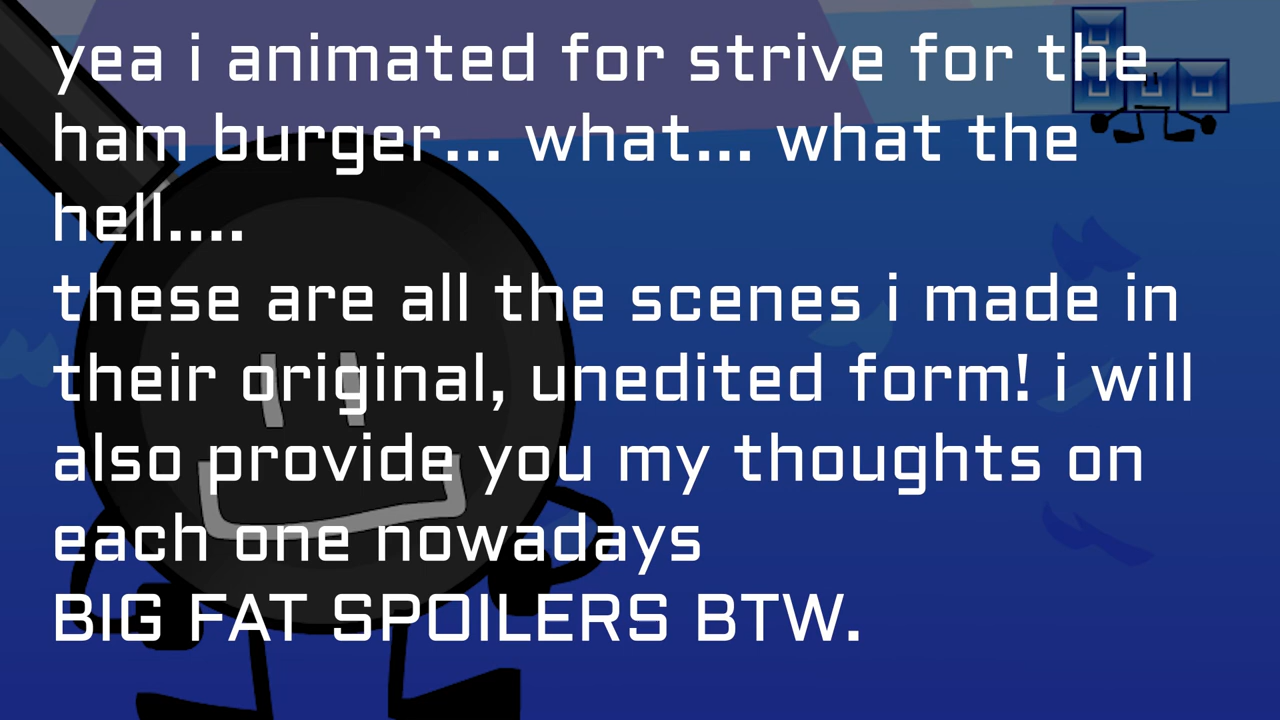 yea i animated for strive for the
ham burger... what... what the
hell....
these are all the scenes i made in
their original, unedited form! i will
also provide you my thoughts on
each one nowadays
BIG FAT SPOILERS BTW.